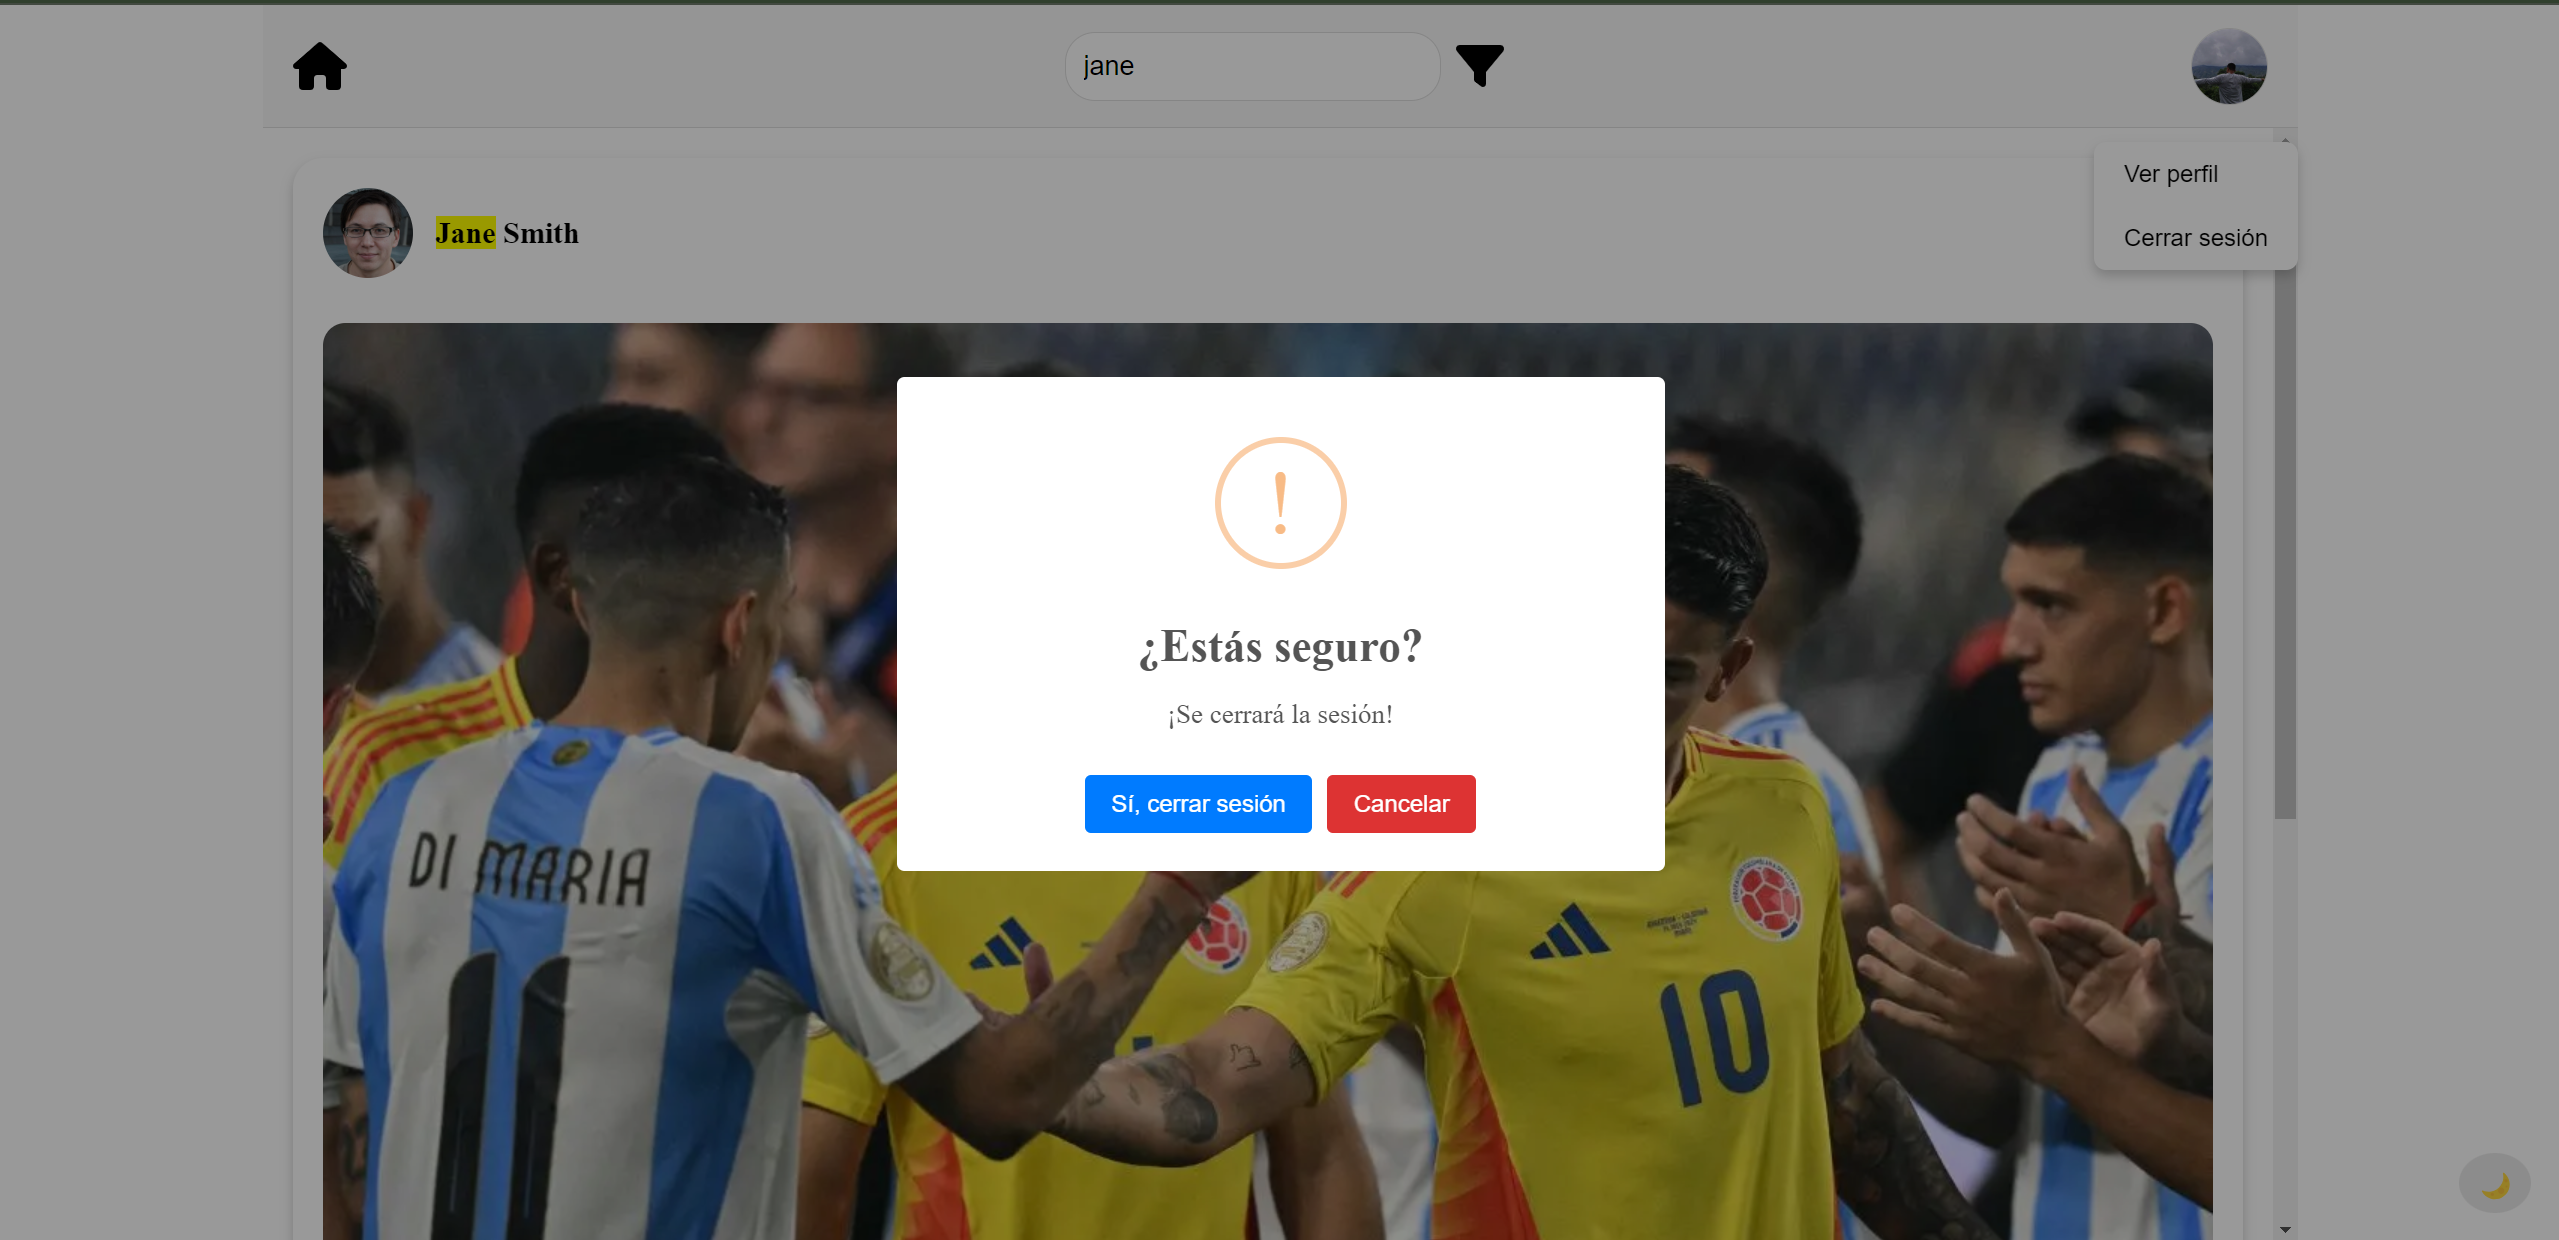 jane
Ver perfil
Cerrar sesión
Jane Smith
¿Estás seguro?
¡Se cerrará la sesión!
Sí, cerrar sesión
Cancelar
DI MARIA
11
10